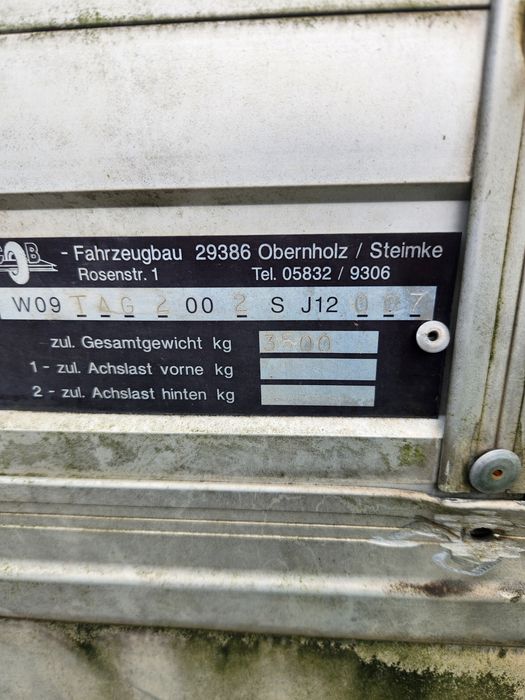 B - Fahrzeugbau 29386 Obernholz / Steimke
Rosenstr. 1 Tel. 05832 / 9306
W09 TAG 2 00 2 S J12 007
zul. Gesamtgewicht kg 3500
1 - zul. Achslast vorne kg
2 - zul. Achslast hinten kg